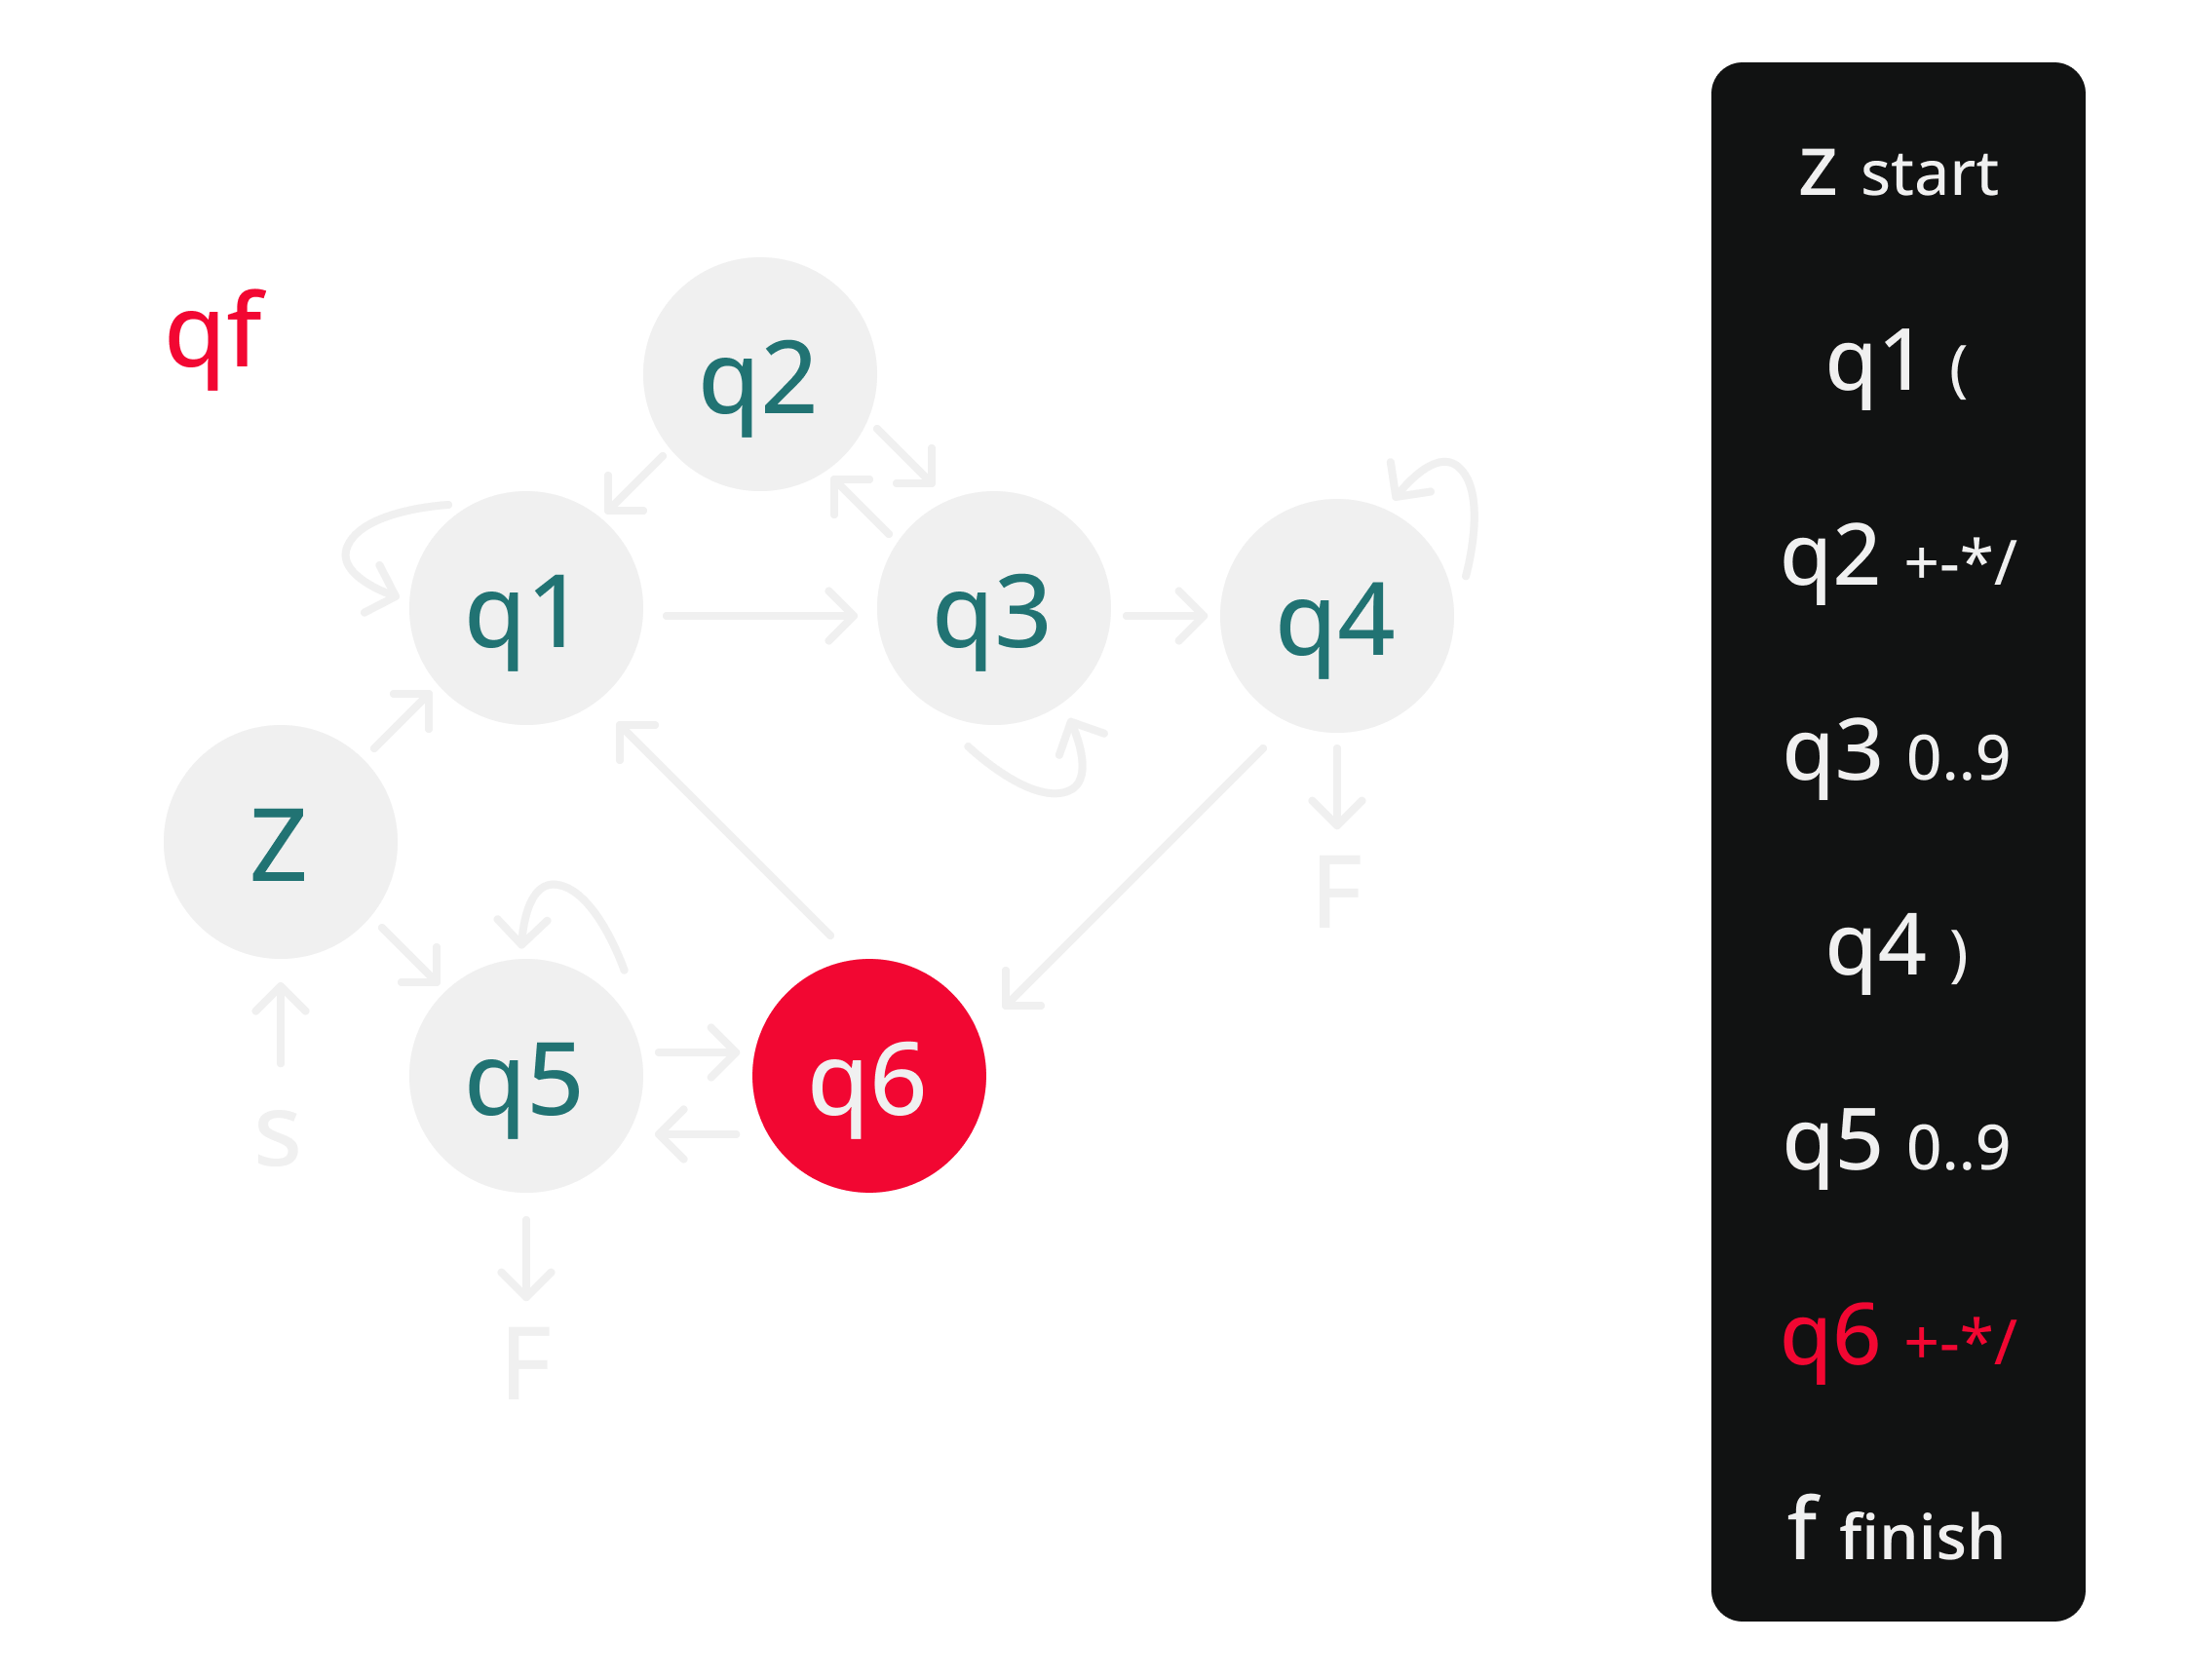 qf
q2
q1
q3
q4
Z
F
q5
q6
s
F
Z start
q1 (
q2 +-*/
q3 0..9
q4 )
q5 0..9
q6 +-*/
f finish